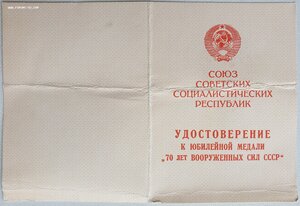 СОЮЗ
СОВЕТСКИХ
СОЦИАЛИСТИЧЕСКИХ
РЕСПУБЛИК
УДОСТОВЕРЕНИЕ
К ЮБИЛЕЙНОЙ МЕДАЛИ
„70 ЛЕТ ВООРУЖЕННЫХ СИЛ СССР"